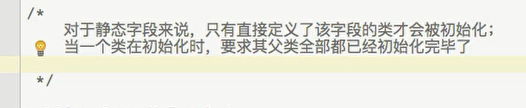 /*
对于静态字段来说，只有直接定义了该字段的类才会被初始化；
当一个类在初始化时，要求其父类全部都已经初始化完毕了
*/